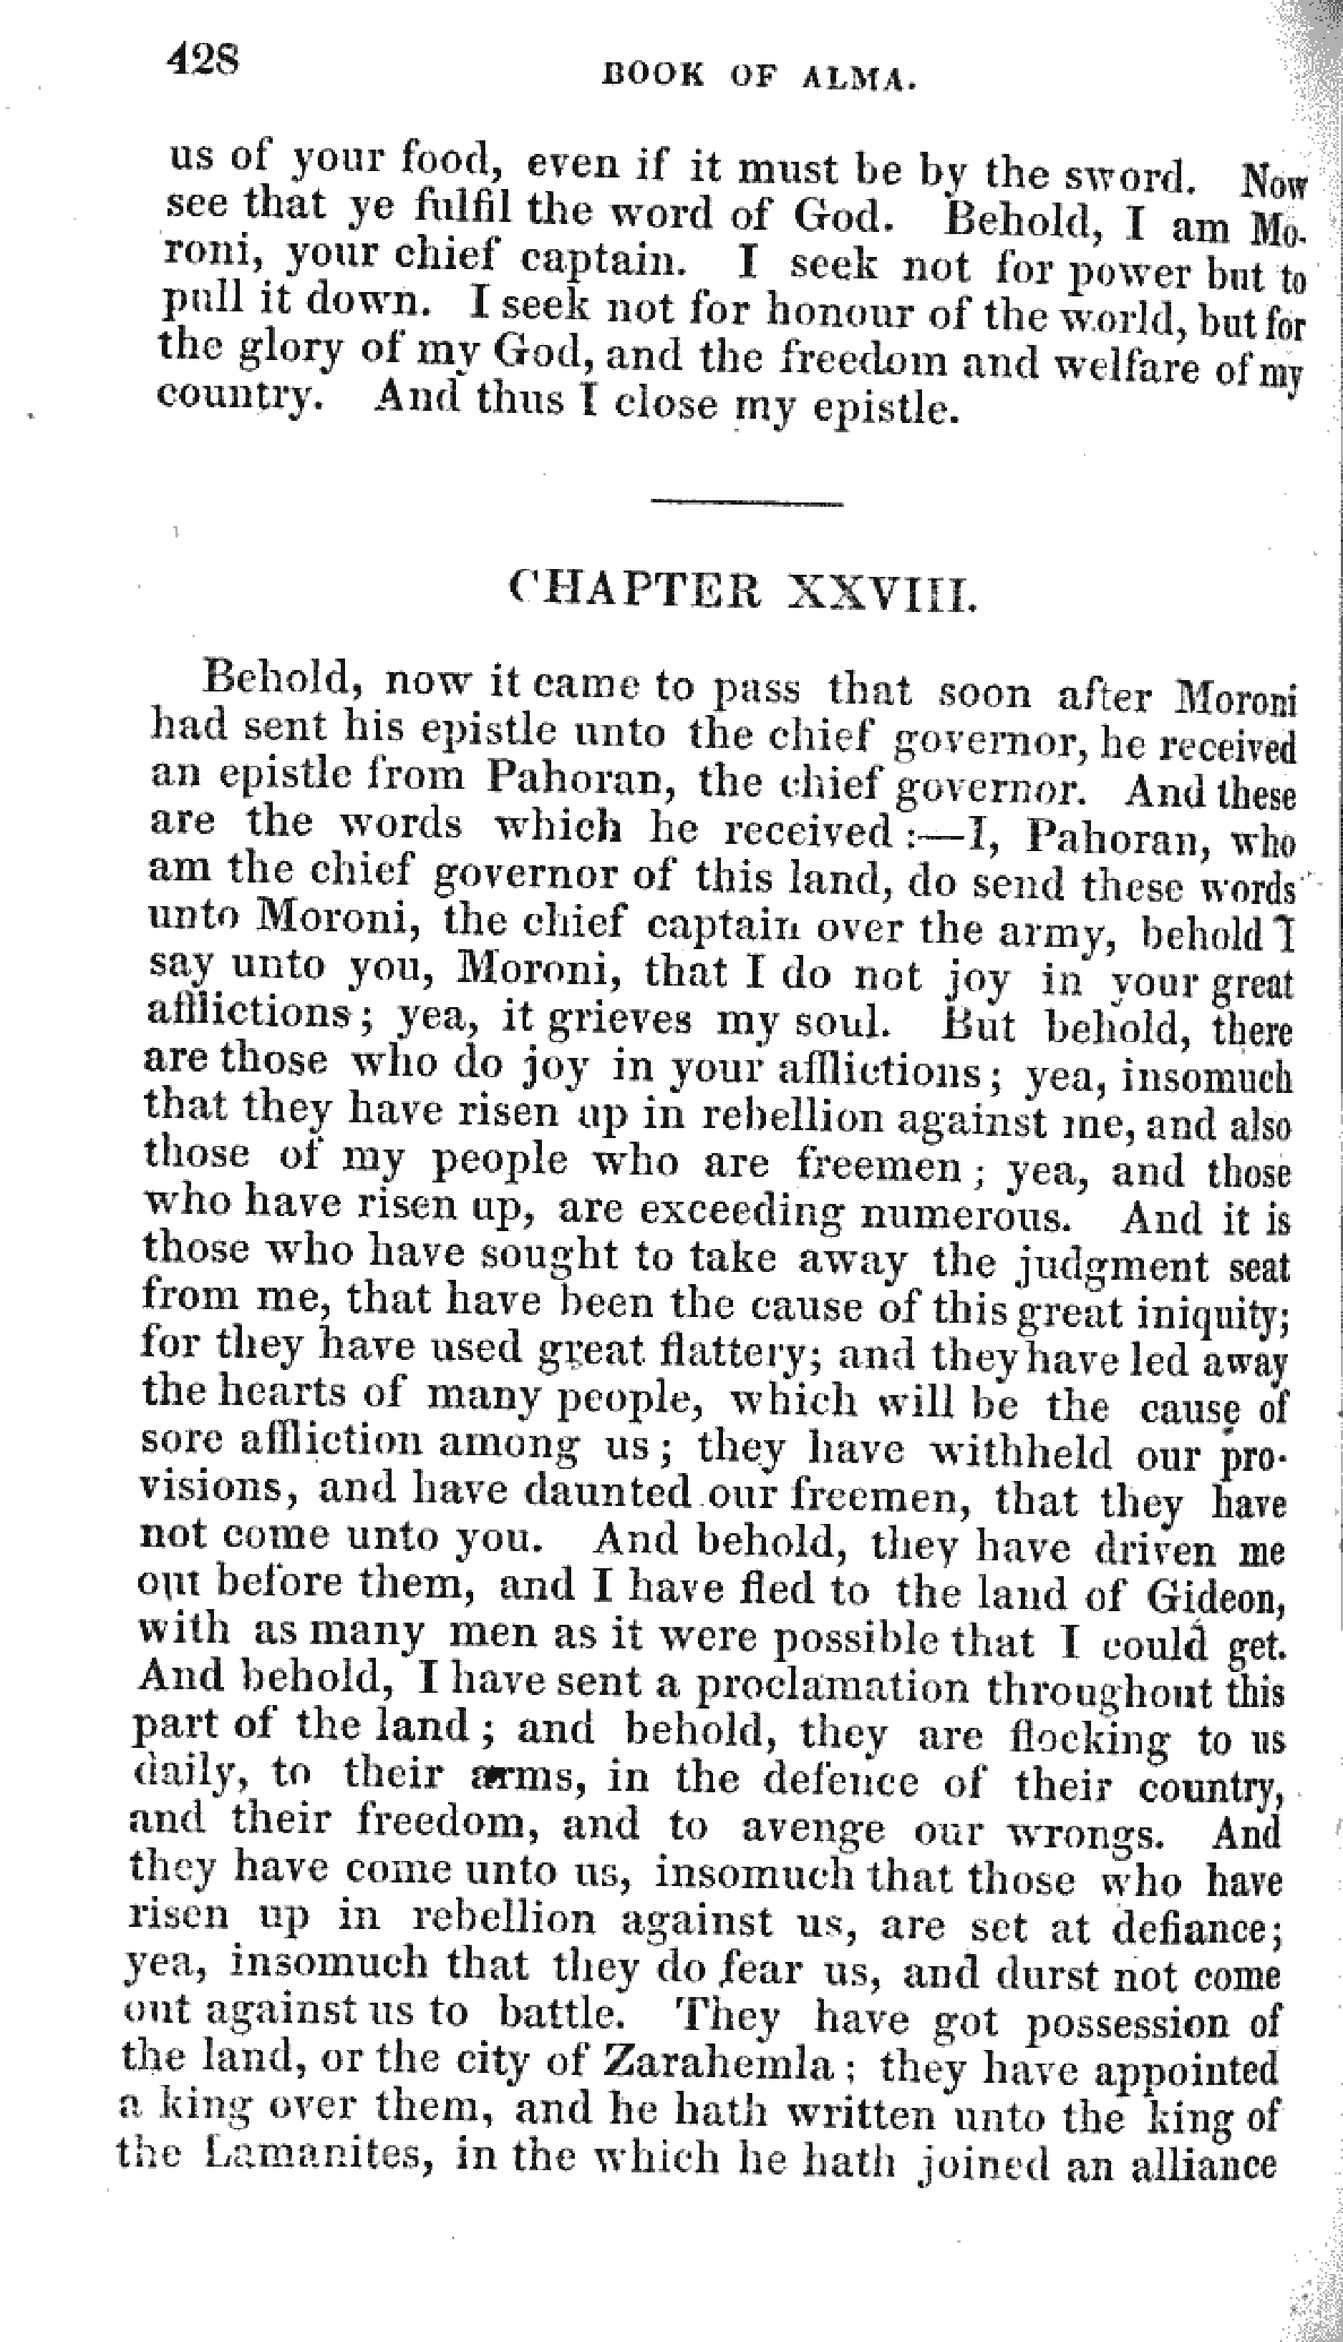 428
BOOK OF ALMA.
us of your food, even if it must be by the sword. Now
see that ye fulfil the word of God. Behold, I am Mo-
roni, your chief captain. I seek not for power but to
pull it down. I seek not for honour of the world, but for
the glory of my God, and the freedom and welfare of my
country. And thus I close my epistle.
CHAPTER XXVIII.
Behold, now it came to pass that soon after Moroni
had sent his epistle unto the chief governor, he received
an epistle from Pahoran, the chief governor. And these
are the words which he received :—I, Pahoran, who
am the chief governor of this land, do send these words
unto Moroni, the chief captain over the army, behold I
say unto you, Moroni, that I do not joy in your great
afflictions; yea, it grieves my soul. But behold, there
are those who do joy in your afflictions; yea, insomuch
that they have risen up in rebellion against me, and also
those of my people who are freemen; yea, and those
who have risen up, are exceeding numerous. And it is
those who have sought to take away the judgment seat
from me, that have been the cause of this great iniquity;
for they have used great flattery; and they have led away
the hearts of many people, which will be the cause of
sore affliction among us; they have withheld our pro-
visions, and have daunted our freemen, that they have
not come unto you. And behold, they have driven me
out before them, and I have fled to the land of Gideon,
with as many men as it were possible that I could get.
And behold, I have sent a proclamation throughout this
part of the land; and behold, they are flocking to us
daily, to their arms, in the defence of their country,
and their freedom, and to avenge our wrongs. And
they have come unto us, insomuch that those who have
risen up in rebellion against us, are set at defiance;
yea, insomuch that they do fear us, and durst not come
out against us to battle. They have got possession of
the land, or the city of Zarahemla; they have appointed
a king over them, and he hath written unto the king of
the Lamanites, in the which he hath joined an alliance